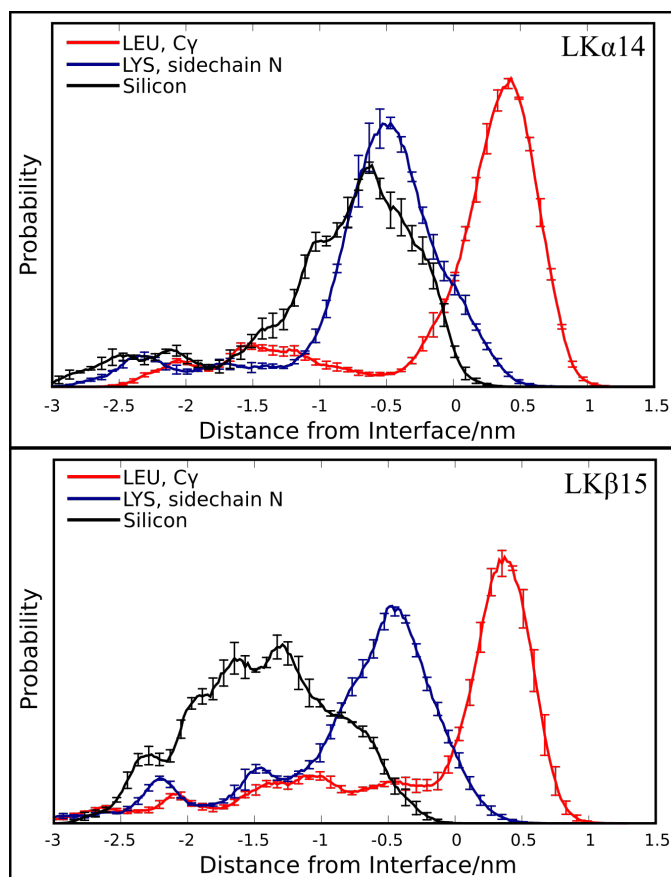 LEU, Cγ
LKα14
LYS, sidechain N
Silicon
Probability
-3 -2.5 -2 -1.5 -1 -0.5 0 0.5 1 1.5
Distance from Interface/nm
LEU, Cγ
LKβ15
LYS, sidechain N
Silicon
Probability
-3 -2.5 -2 -1.5 -1 -0.5 0 0.5 1 1.5
Distance from Interface/nm